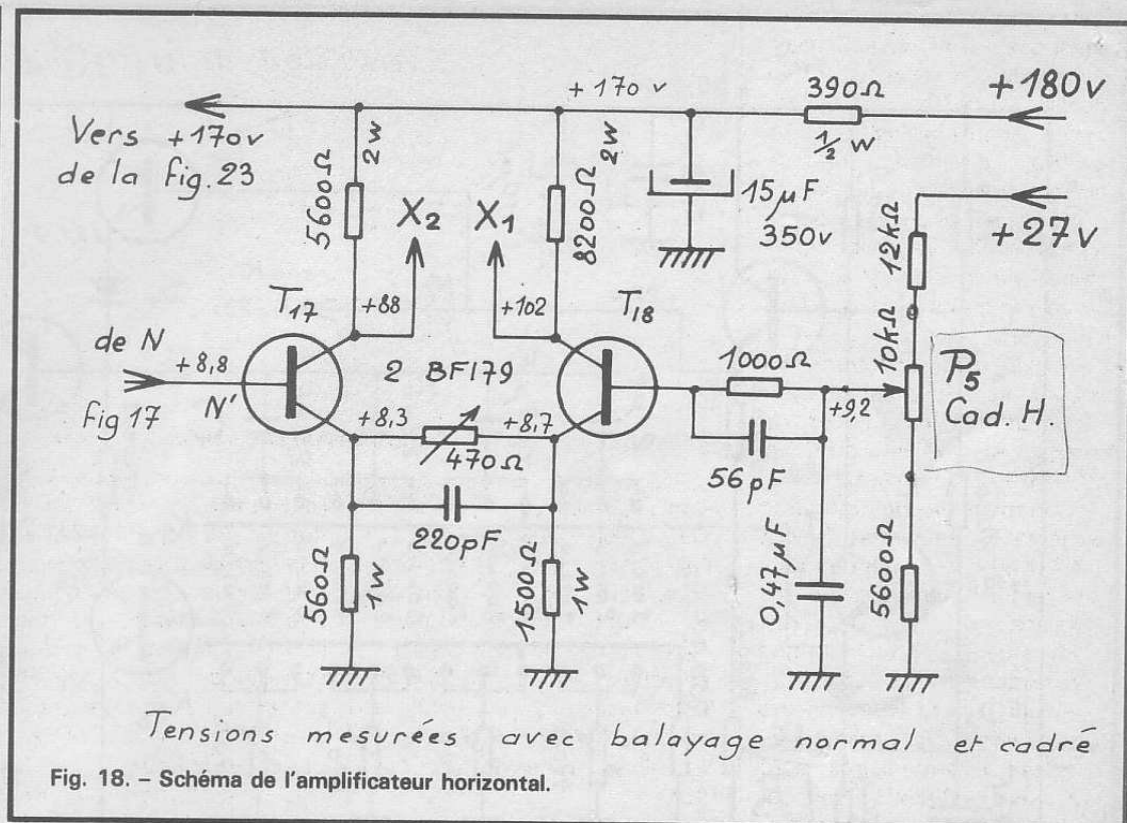 + 170 v
390Ω
+180v
½ w
Vers +170v
de la fig. 23
5600Ω
2w
X2
X1
8200Ω
2w
15μF
350v
+27v
12kΩ
T17
+88
+102
T18
de N
+8,8
N'
fig 17
2 BF179
1000Ω
10kΩ
P5
Cad. H.
+9,2
+8,3
+8,7
470Ω
56pF
220pF
560Ω
1w
1500Ω
1w
0,47μF
5600Ω
Tensions mesurées avec balayage normal et cadré
Fig. 18. – Schéma de l'amplificateur horizontal.